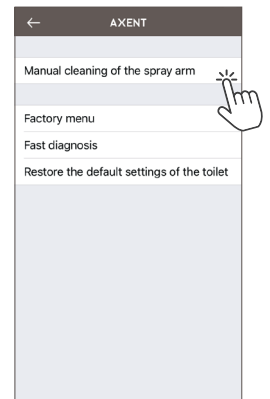 AXENT
Manual cleaning of the spray arm
Factory menu
Fast diagnosis
Restore the default settings of the toilet